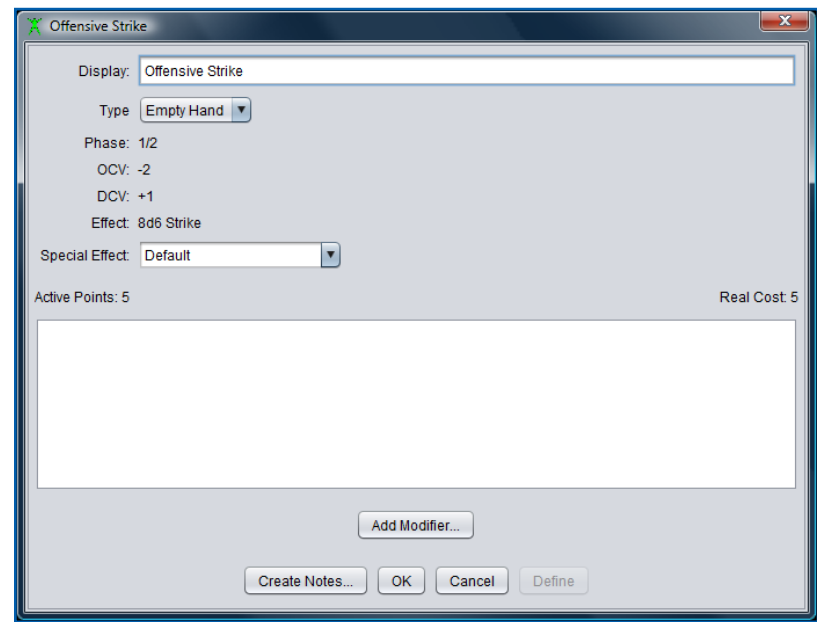 Offensive Strike
Display: Offensive Strike
Type Empty Hand
Phase: 1/2
OCV: -2
DCV: +1
Effect: 8d6 Strike
Special Effect: Default
Active Points: 5 Real Cost: 5
Add Modifier...
Create Notes... OK Cancel Define